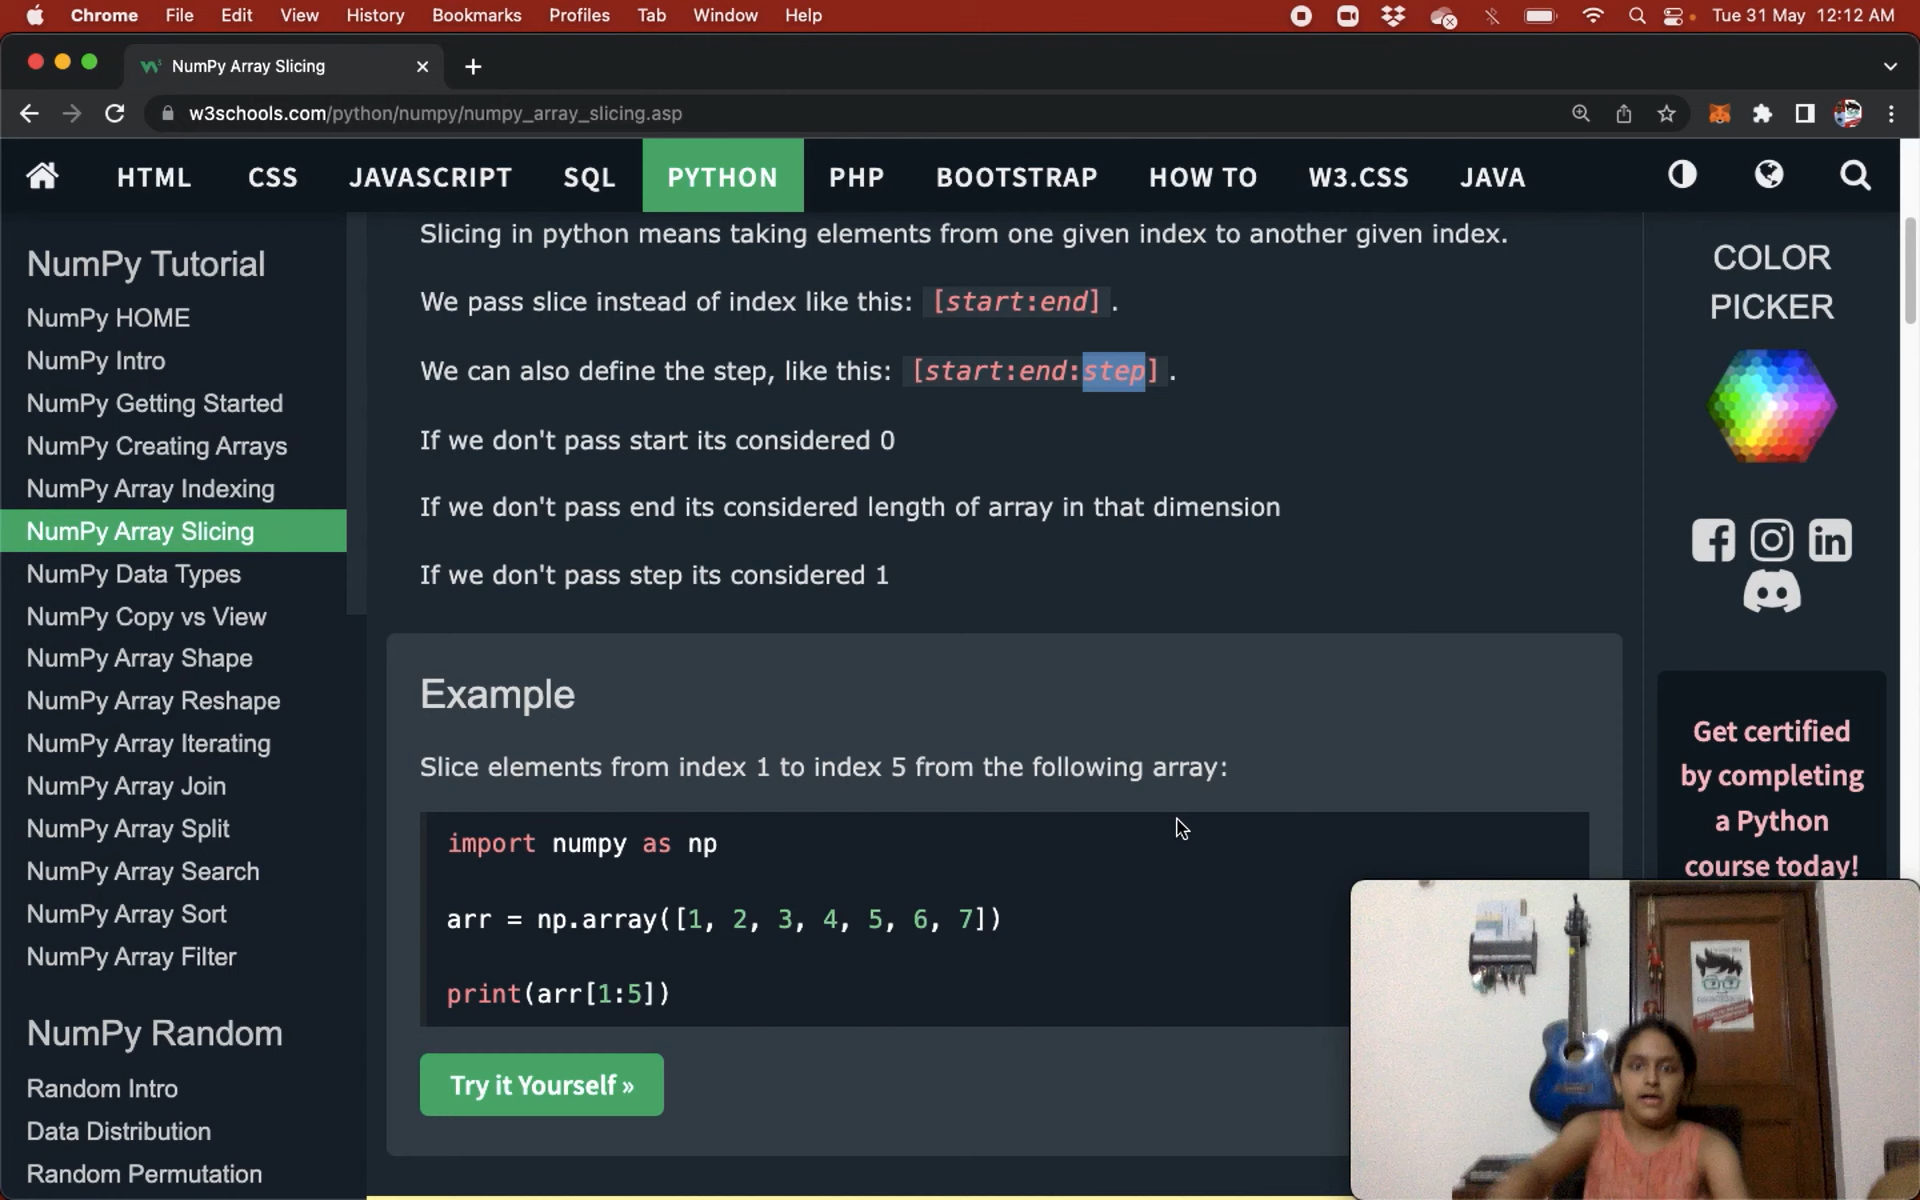 Chrome File Edit View History Bookmarks Profiles Tab Window Help Tue 31 May 12:12 AM
NumPy Array Slicing
w3schools.com/python/numpy/numpy_array_slicing.asp
HTML CSS JAVASCRIPT SQL PYTHON PHP BOOTSTRAP HOW TO W3.CSS JAVA
NumPy Tutorial
NumPy HOME
NumPy Intro
NumPy Getting Started
NumPy Creating Arrays
NumPy Array Indexing
NumPy Array Slicing
NumPy Data Types
NumPy Copy vs View
NumPy Array Shape
NumPy Array Reshape
NumPy Array Iterating
NumPy Array Join
NumPy Array Split
NumPy Array Search
NumPy Array Sort
NumPy Array Filter
NumPy Random
Random Intro
Data Distribution
Random Permutation
Slicing in python means taking elements from one given index to another given index.
We pass slice instead of index like this: [start:end].
We can also define the step, like this: [start:end:step].
If we don't pass start its considered 0
If we don't pass end its considered length of array in that dimension
If we don't pass step its considered 1
Example
Slice elements from index 1 to index 5 from the following array:
import numpy as np
arr = np.array([1, 2, 3, 4, 5, 6, 7])
print(arr[1:5])
Try it Yourself »
COLOR
PICKER
Get certified
by completing
a Python
course today!